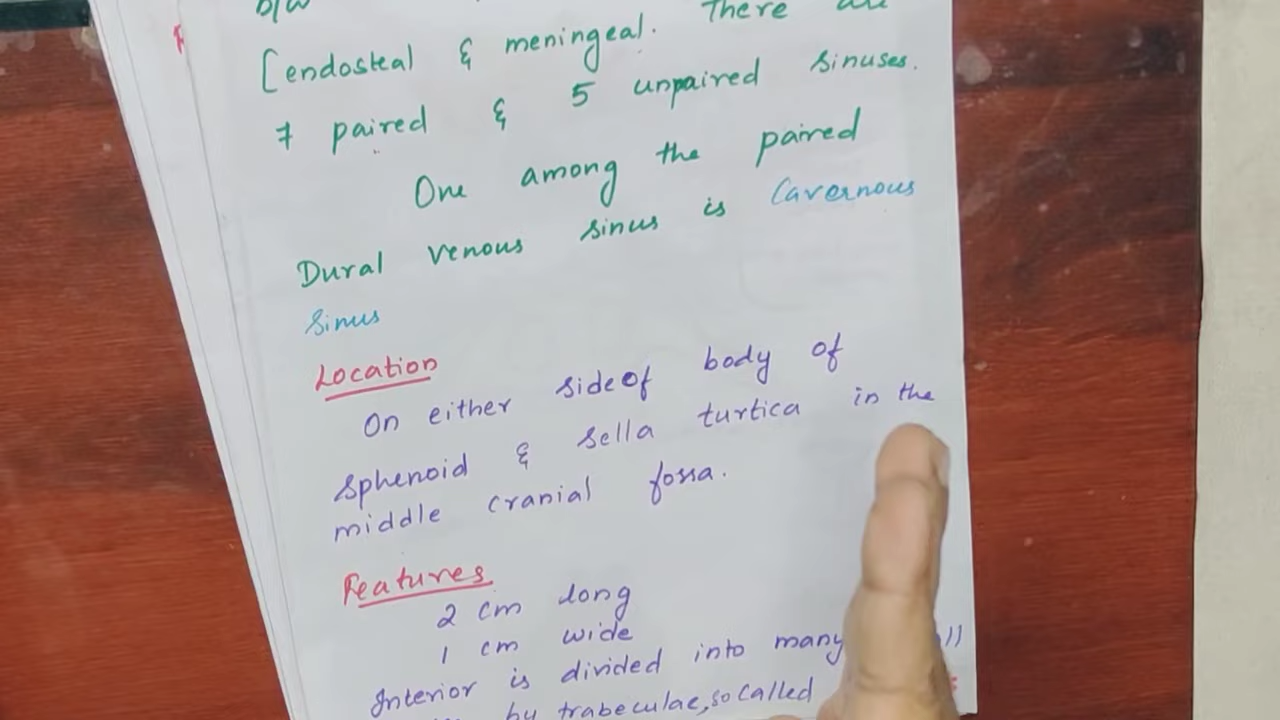 b/w
[endosteal & meningeal. There are
7 paired & 5 unpaired sinuses.
One among the paired
Dural venous sinus is Cavernous
sinus
Location
On either side of body of
sphenoid & sella turtica in the
middle cranial fossa.
Features
2 cm long
1 cm wide
Interior is divided into many
by trabeculae, so called